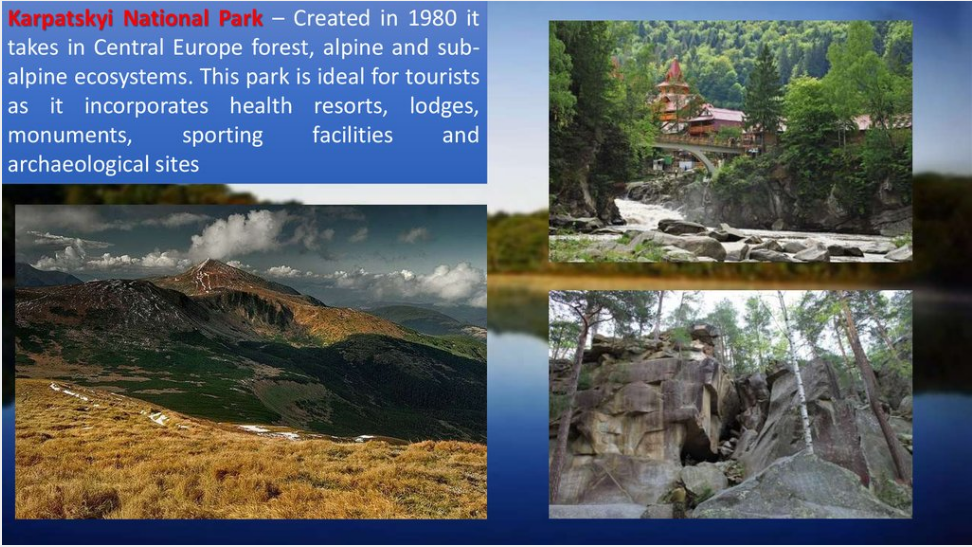 Karpatskyi National Park – Created in 1980 it
takes in Central Europe forest, alpine and sub-
alpine ecosystems. This park is ideal for tourists
as it incorporates health resorts, lodges,
monuments, sporting facilities and
archaeological sites